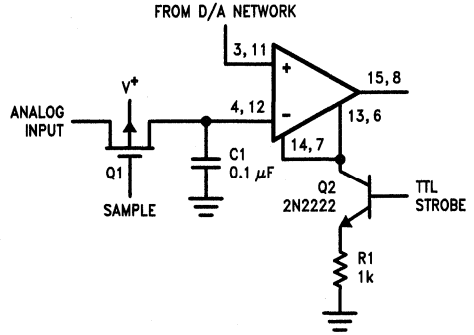 FROM D/A NETWORK
3, 11
+
V+
15, 8
ANALOG
INPUT
4, 12
−
13, 6
14, 7
C1
0.1 μF
Q1
SAMPLE
Q2
2N2222
TTL
STROBE
R1
1k